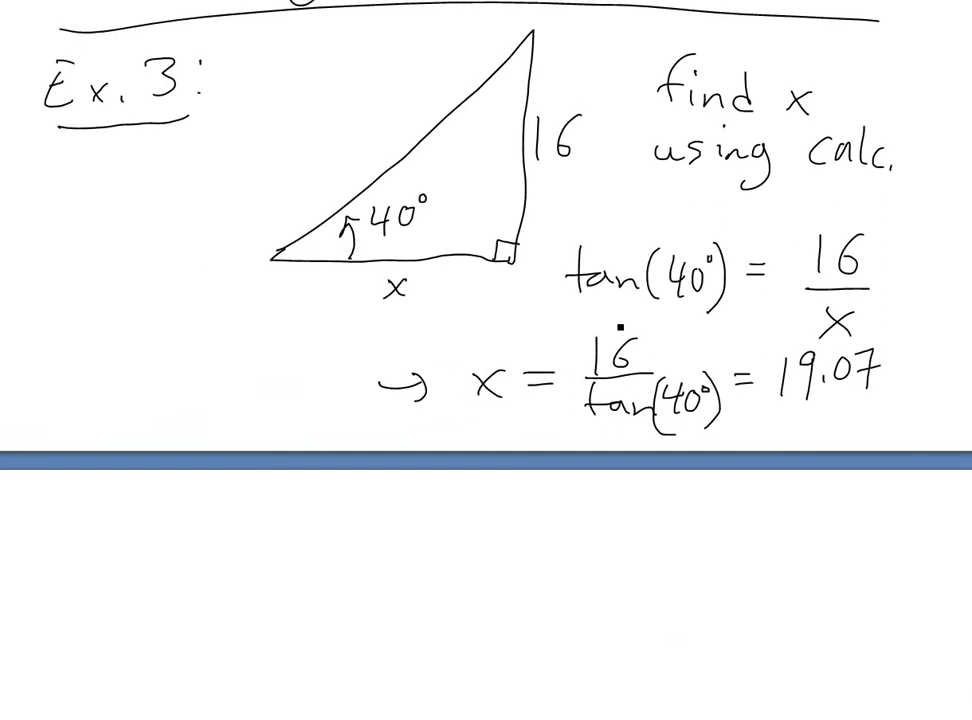 Ex. 3:
find x
using calc.
16
40°
x
tan(40°) = 16/x
→ x = 16/tan(40°) = 19.07